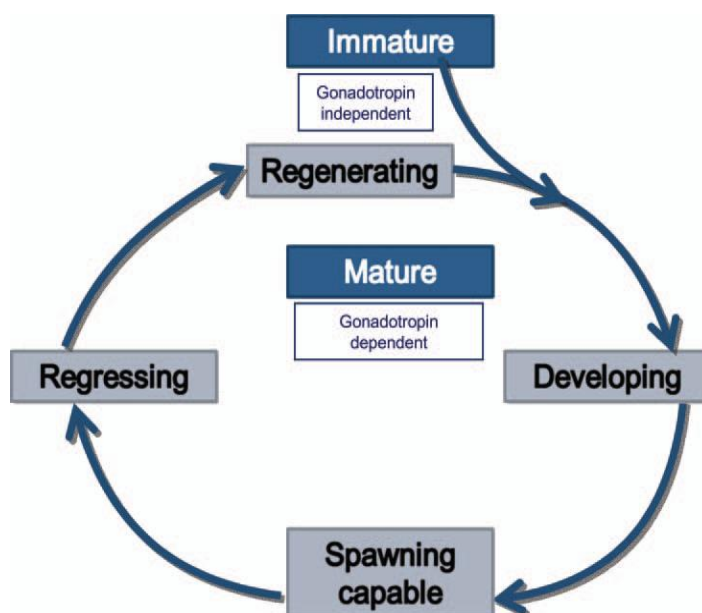 Immature
Gonadotropin
independent
Regenerating
Mature
Gonadotropin
dependent
Regressing
Developing
Spawning
capable